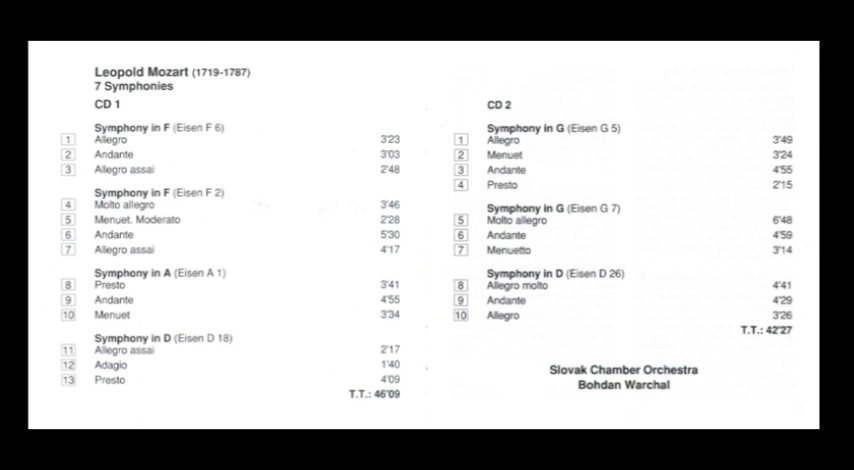 Leopold Mozart (1719-1787)
7 Symphonies
CD 1
Symphony in F (Eisen F 6)
1 Allegro 3'23
2 Andante 3'03
3 Allegro assai 2'48
Symphony in F (Eisen F 2)
4 Molto allegro 3'46
5 Menuet. Moderato 2'28
6 Andante 5'30
7 Allegro assai 4'17
Symphony in A (Eisen A 1)
8 Presto 3'41
9 Andante 4'55
10 Menuet 3'34
Symphony in D (Eisen D 18)
11 Allegro assai 2'17
12 Adagio 1'40
13 Presto 4'09
T.T.: 46'09
CD 2
Symphony in G (Eisen G 5)
1 Allegro 3'49
2 Menuet 3'24
3 Andante 4'55
4 Presto 2'15
Symphony in G (Eisen G 7)
5 Molto allegro 6'48
6 Andante 4'59
7 Menuetto 3'14
Symphony in D (Eisen D 26)
8 Allegro molto 4'41
9 Andante 4'29
10 Allegro 3'26
T.T.: 42'27
Slovak Chamber Orchestra
Bohdan Warchal